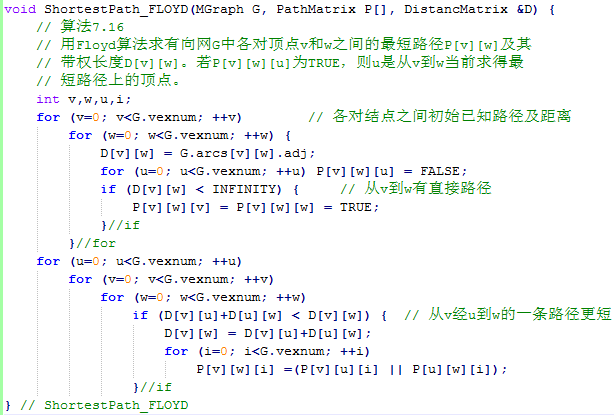 void ShortestPath_FLOYD(MGraph G, PathMatrix P[], DistancMatrix &D) {
    // 算法7.16
    // 用Floyd算法求有向网G中各对顶点v和w之间的最短路径P[v][w]及其
    // 带权长度D[v][w]。若P[v][w][u]为TRUE，则u是从v到w当前求得最
    // 短路径上的顶点。
    int v,w,u,i;
    for (v=0; v<G.vexnum; ++v)        // 各对结点之间初始已知路径及距离
        for (w=0; w<G.vexnum; ++w) {
            D[v][w] = G.arcs[v][w].adj;
            for (u=0; u<G.vexnum; ++u) P[v][w][u] = FALSE;
            if (D[v][w] < INFINITY) {     // 从v到w有直接路径
                P[v][w][v] = P[v][w][w] = TRUE;
            }//if
        }//for
    for (u=0; u<G.vexnum; ++u)
        for (v=0; v<G.vexnum; ++v)
            for (w=0; w<G.vexnum; ++w)
                if (D[v][u]+D[u][w] < D[v][w]) {  // 从v经u到w的一条路径更短
                    D[v][w] = D[v][u]+D[u][w];
                    for (i=0; i<G.vexnum; ++i)
                        P[v][w][i] =(P[v][u][i] || P[u][w][i]);
                }//if
} // ShortestPath_FLOYD